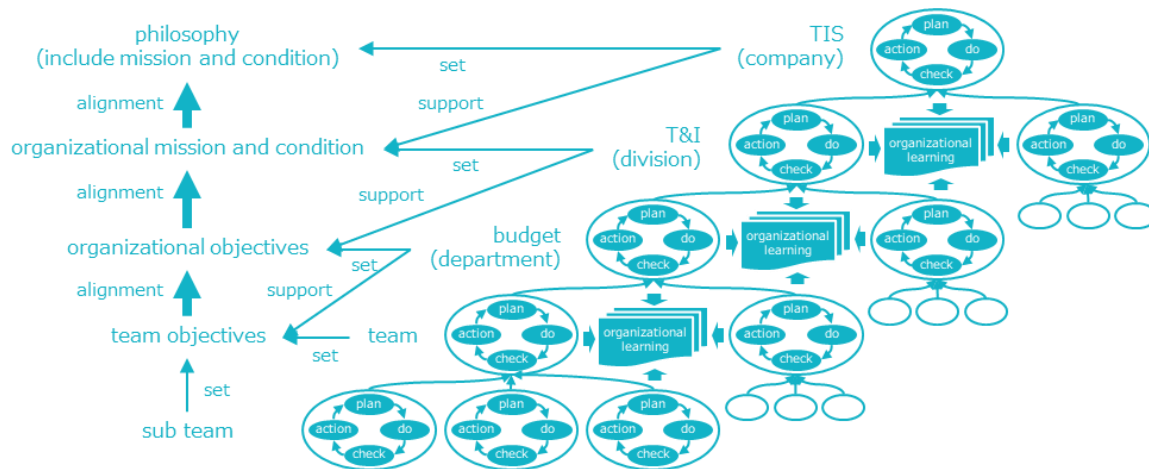 philosophy
(include mission and condition)
set
TIS
(company)
plan
action
do
check
alignment
support
organizational mission and condition
set
T&I
(division)
plan
action
do
check
organizational
learning
plan
action
do
check
alignment
support
organizational objectives
set
budget
(department)
plan
action
do
check
organizational
learning
plan
action
do
check
alignment
support
team objectives
set
team
plan
action
do
check
organizational
learning
plan
action
do
check
set
sub team
plan
action
do
check
plan
action
do
check
plan
action
do
check